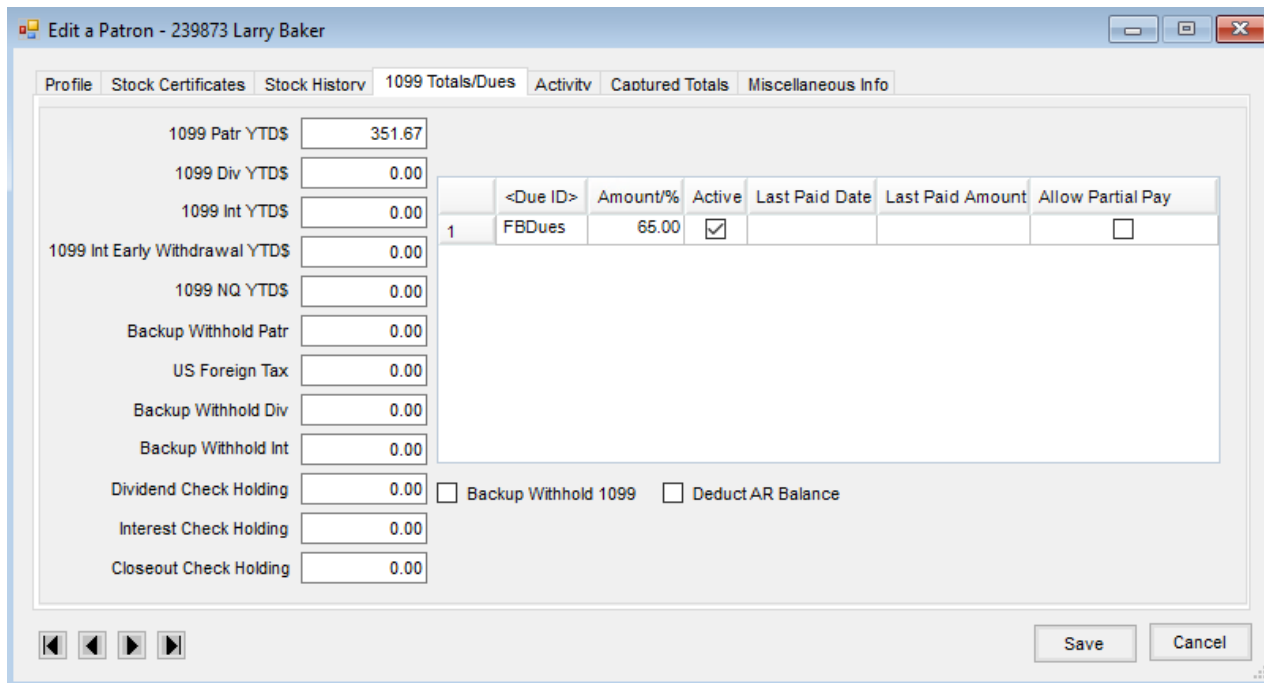 Edit a Patron - 239873 Larry Baker
Profile Stock Certificates Stock History 1099 Totals/Dues Activity Captured Totals Miscellaneous Info
1099 Patr YTD$ 351.67
1099 Div YTD$ 0.00
1099 Int YTD$ 0.00
1099 Int Early Withdrawal YTD$ 0.00
1099 NQ YTD$ 0.00
Backup Withhold Patr 0.00
US Foreign Tax 0.00
Backup Withhold Div 0.00
Backup Withhold Int 0.00
Dividend Check Holding 0.00
Interest Check Holding 0.00
Closeout Check Holding 0.00
<Due ID> Amount/% Active Last Paid Date Last Paid Amount Allow Partial Pay
1 FBDues 65.00
Backup Withhold 1099 Deduct AR Balance
Save Cancel